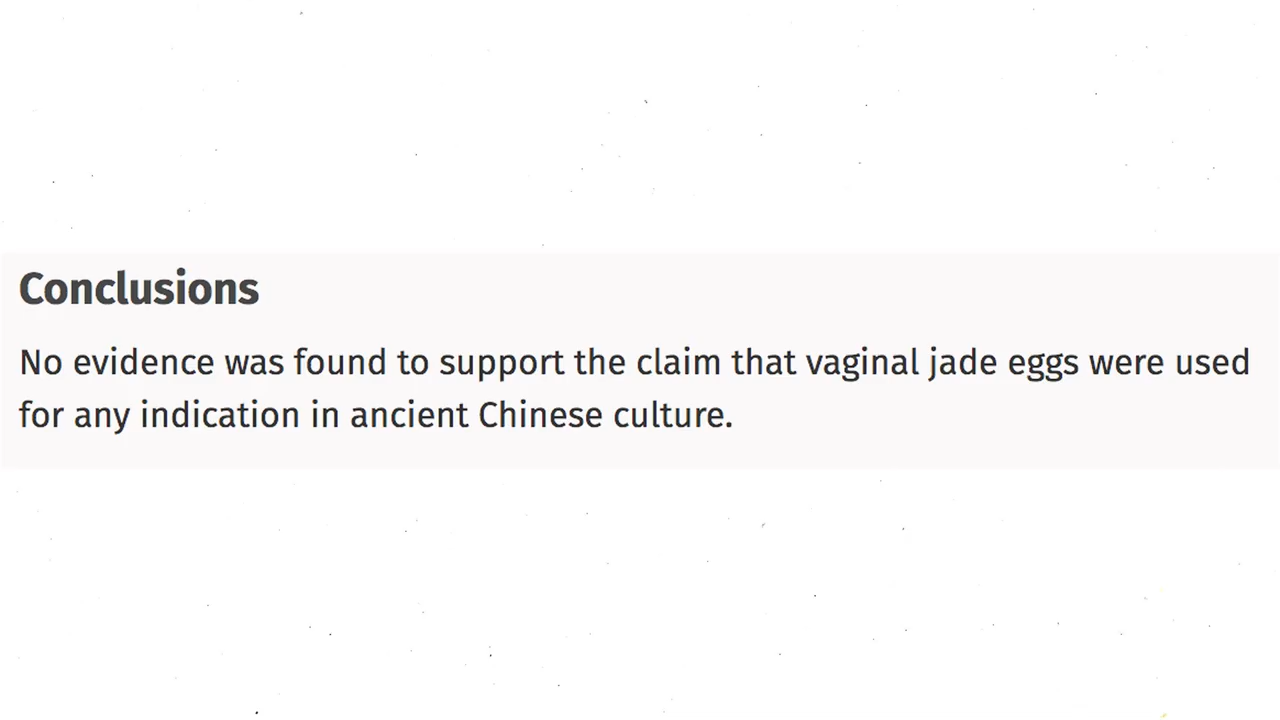 Conclusions
No evidence was found to support the claim that vaginal jade eggs were used
for any indication in ancient Chinese culture.